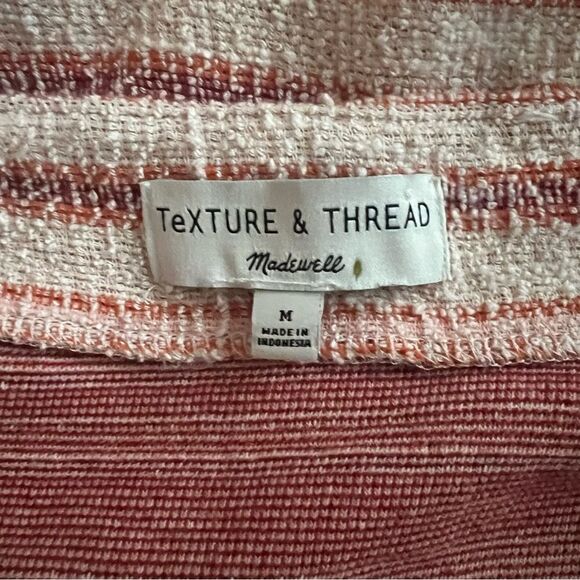 TeXTURE & THREAD
Madewell
M
MADE IN
INDONESIA